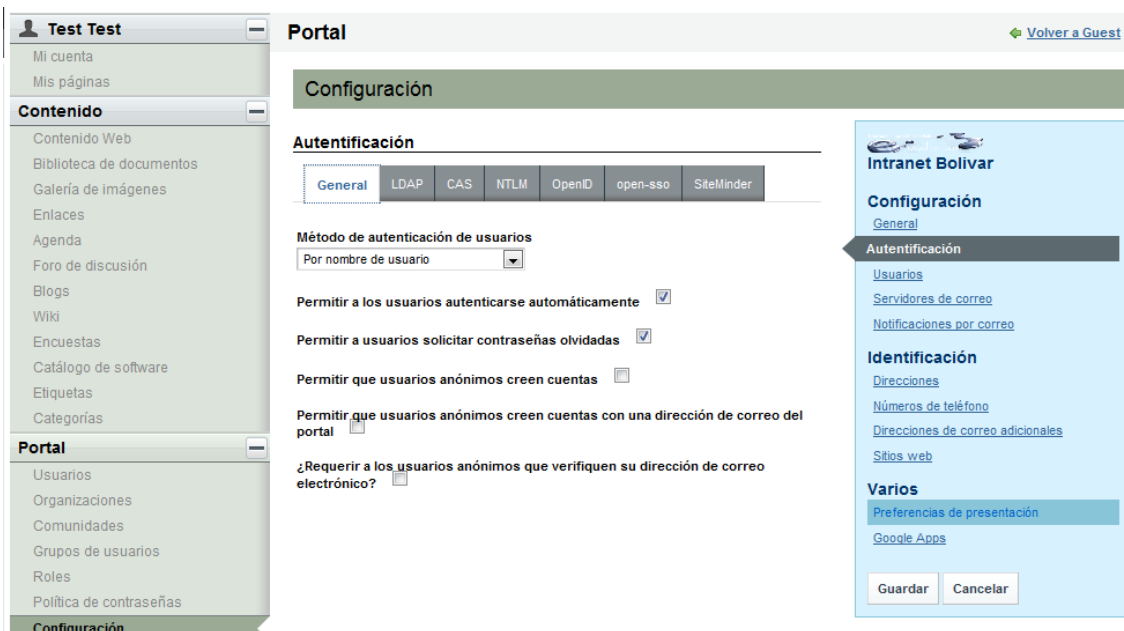 Test Test
Mi cuenta
Mis páginas
Contenido
Contenido Web
Biblioteca de documentos
Galería de imágenes
Enlaces
Agenda
Foro de discusión
Blogs
Wiki
Encuestas
Catálogo de software
Etiquetas
Categorías
Portal
Usuarios
Organizaciones
Comunidades
Grupos de usuarios
Roles
Política de contraseñas
Configuración
Portal
Volver a Guest
Configuración
Autentificación
General LDAP CAS NTLM OpenID open-sso SiteMinder
Método de autenticación de usuarios
Por nombre de usuario
Permitir a los usuarios autenticarse automáticamente
Permitir a usuarios solicitar contraseñas olvidadas
Permitir que usuarios anónimos creen cuentas
Permitir que usuarios anónimos creen cuentas con una dirección de correo del
portal
¿Requerir a los usuarios anónimos que verifiquen su dirección de correo
electrónico?
Intranet Bolivar
Configuración
General
Autentificación
Usuarios
Servidores de correo
Notificaciones por correo
Identificación
Direcciones
Números de teléfono
Direcciones de correo adicionales
Sitios web
Varios
Preferencias de presentación
Google Apps
Guardar Cancelar